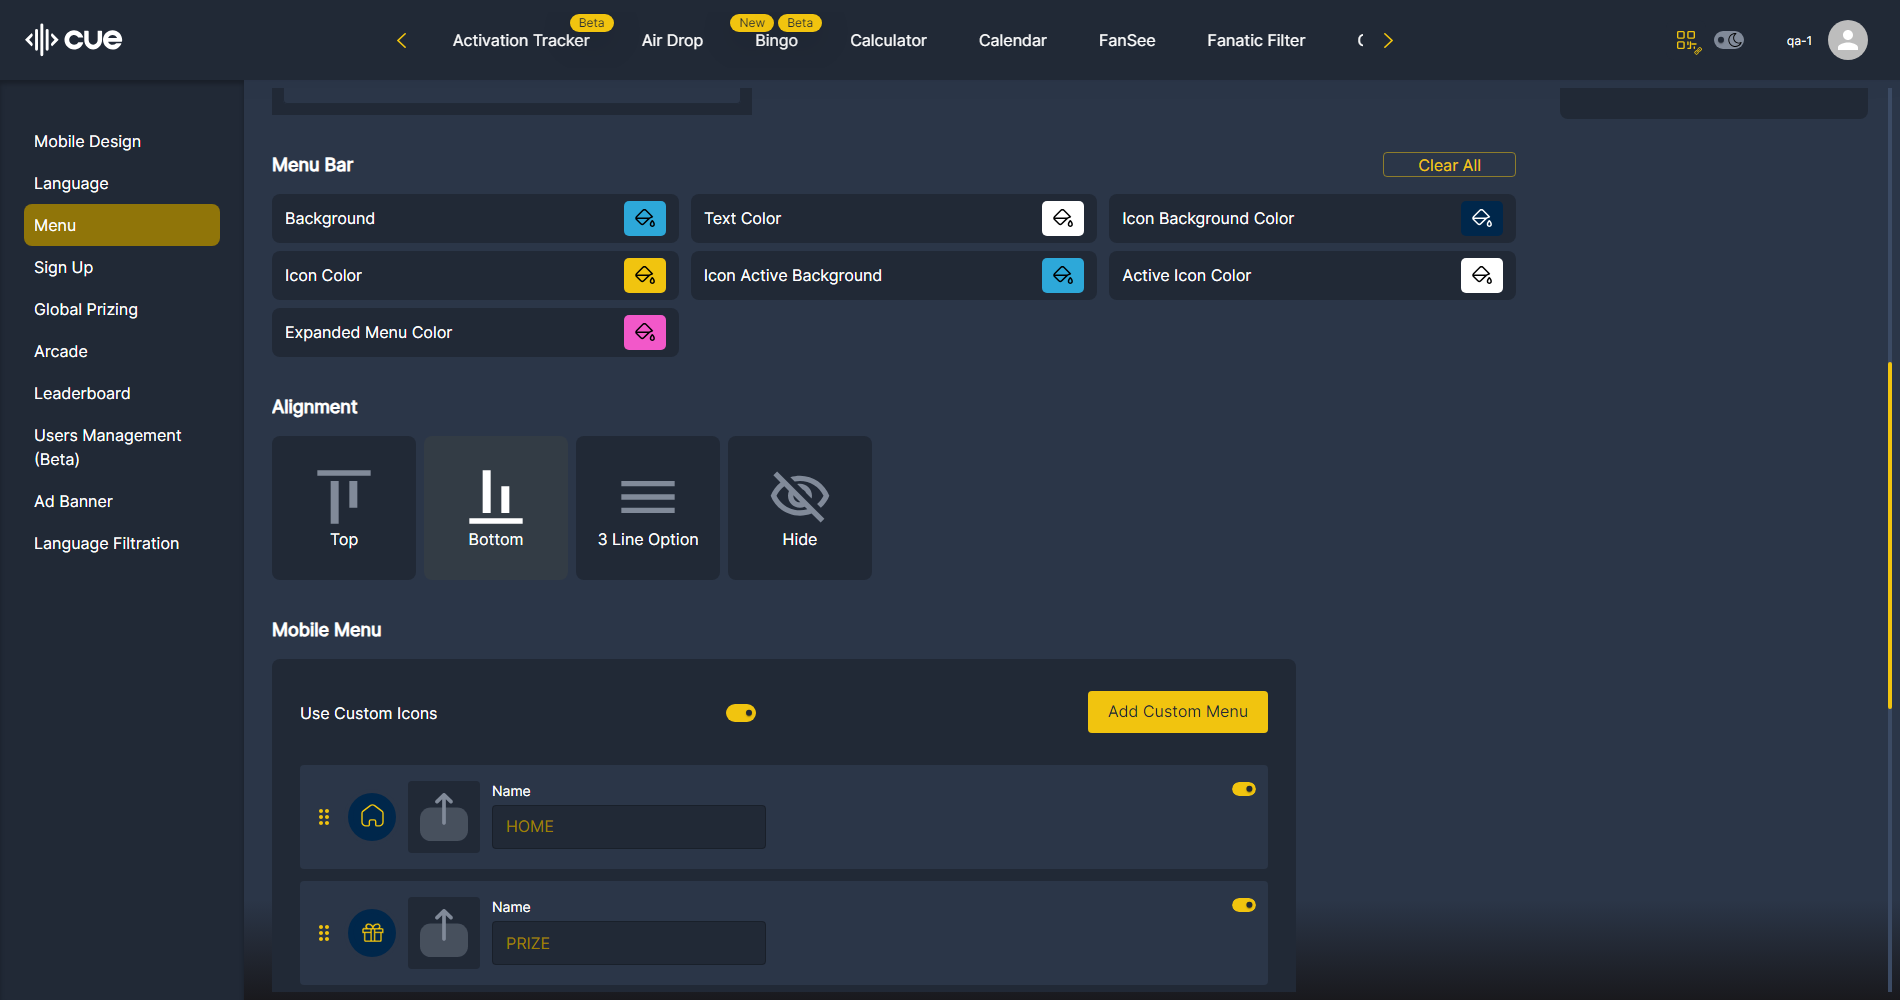 cue
Activation Tracker
Beta
Air Drop
New
Beta
Bingo
Calculator
Calendar
FanSee
Fanatic Filter
qa-1
Mobile Design
Language
Menu
Sign Up
Global Prizing
Arcade
Leaderboard
Users Management
(Beta)
Ad Banner
Language Filtration
Menu Bar
Clear All
Background
Text Color
Icon Background Color
Icon Color
Icon Active Background
Active Icon Color
Expanded Menu Color
Alignment
Top
Bottom
3 Line Option
Hide
Mobile Menu
Use Custom Icons
Add Custom Menu
Name
HOME
Name
PRIZE